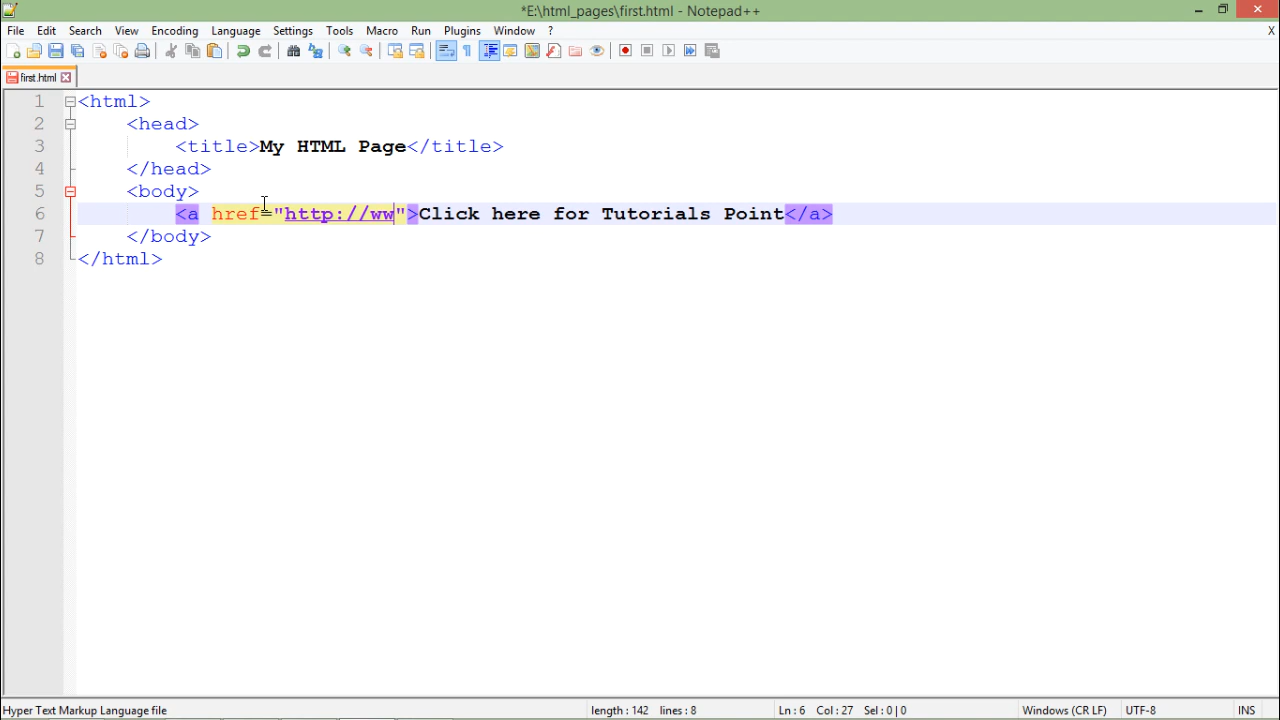 *E:\html_pages\first.html - Notepad++
File Edit Search View Encoding Language Settings Tools Macro Run Plugins Window ? X
first.html
1 <html>
2 <head>
3 <title>My HTML Page</title>
4 </head>
5 <body>
6 <a href="http://ww">Click here for Tutorials Point</a>
7 </body>
8 </html>
Hyper Text Markup Language file length : 142 lines : 8 Ln : 6 Col : 27 Sel : 0 | 0 Windows (CR LF) UTF-8 INS